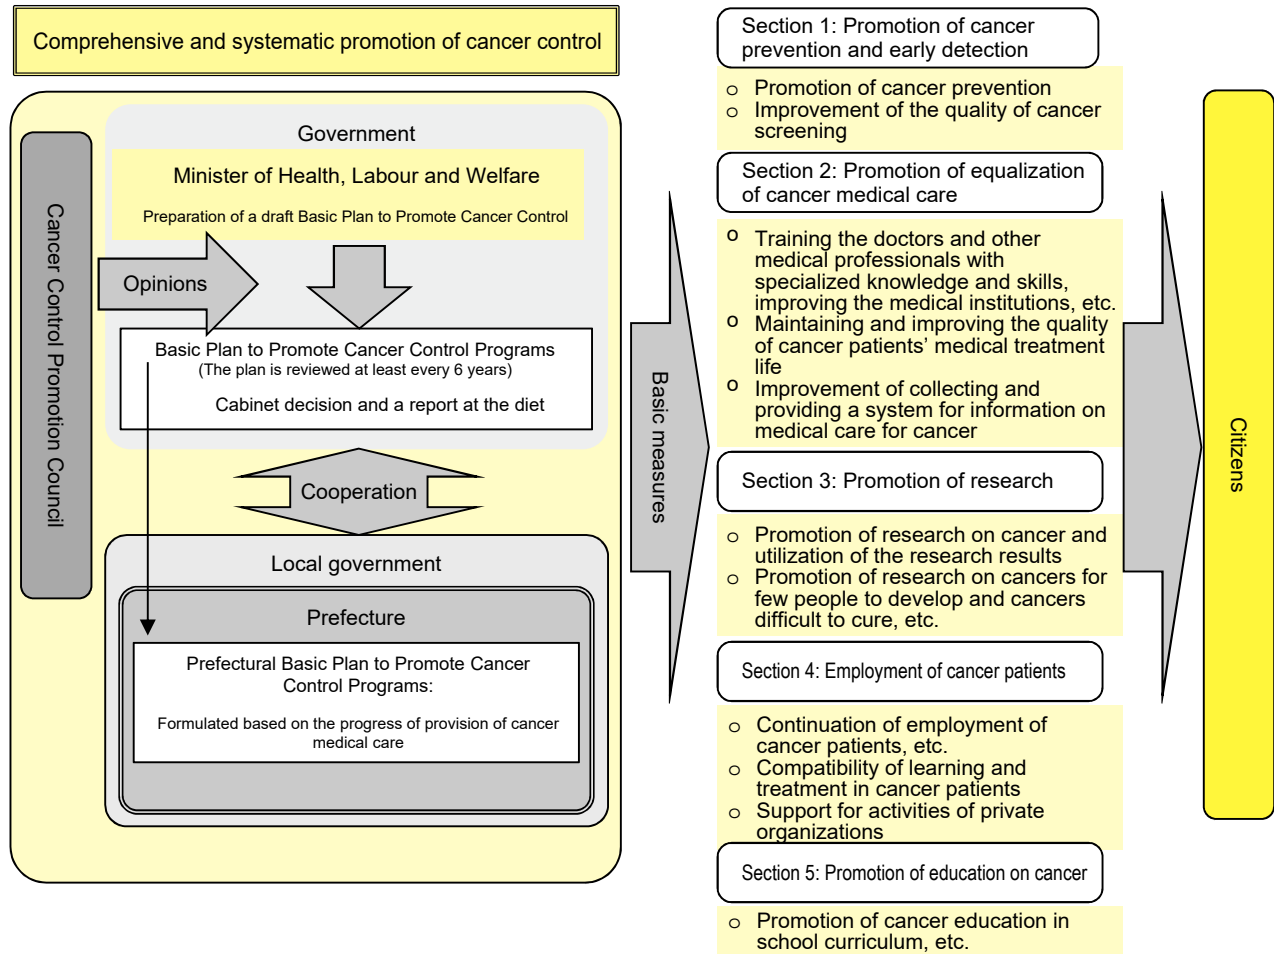 Comprehensive and systematic promotion of cancer control
Cancer Control Promotion Council
Government
Minister of Health, Labour and Welfare
Preparation of a draft Basic Plan to Promote Cancer Control
Opinions
Basic Plan to Promote Cancer Control Programs
(The plan is reviewed at least every 6 years)
Cabinet decision and a report at the diet
Cooperation
Local government
Prefecture
Prefectural Basic Plan to Promote Cancer
Control Programs:
Formulated based on the progress of provision of cancer
medical care
Basic measures
Section 1: Promotion of cancer
prevention and early detection
o Promotion of cancer prevention
o Improvement of the quality of cancer
screening
Section 2: Promotion of equalization
of cancer medical care
o Training the doctors and other
medical professionals with
specialized knowledge and skills,
improving the medical institutions, etc.
o Maintaining and improving the quality
of cancer patients’ medical treatment
life
o Improvement of collecting and
providing a system for information on
medical care for cancer
Section 3: Promotion of research
o Promotion of research on cancer and
utilization of the research results
o Promotion of research on cancers for
few people to develop and cancers
difficult to cure, etc.
Section 4: Employment of cancer patients
o Continuation of employment of
cancer patients, etc.
o Compatibility of learning and
treatment in cancer patients
o Support for activities of private
organizations
Section 5: Promotion of education on cancer
o Promotion of cancer education in
school curriculum, etc.
Citizens